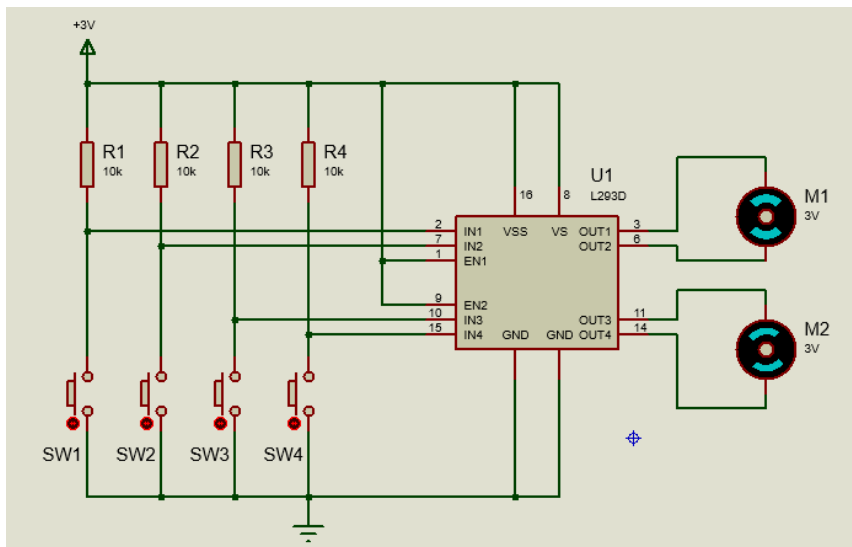 +3V
R1
10k
R2
10k
R3
10k
R4
10k
U1
L293D
16
8
2
7
1
9
10
15
IN1
IN2
EN1
EN2
IN3
IN4
VSS
VS
OUT1
OUT2
OUT3
OUT4
GND
GND
3
6
11
14
M1
3V
M2
3V
SW1
SW2
SW3
SW4